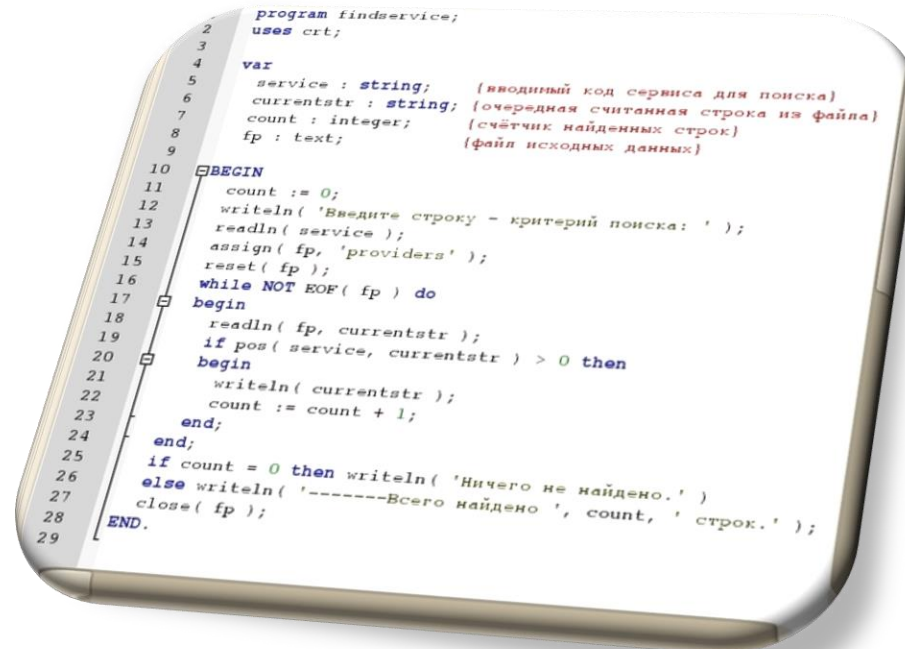 1 program findservice;
2 uses crt;
3
4 var
5 service : string; {вводимый код сервиса для поиска}
6 currentstr : string; {очередная считанная строка из файла}
7 count : integer; {счётчик найденных строк}
8 fp : text; {файл исходных данных}
9
10 BEGIN
11 count := 0;
12 writeln( 'Введите строку - критерий поиска: ' );
13 readln( service );
14 assign( fp, 'providers' );
15 reset( fp );
16 while NOT EOF( fp ) do
17 begin
18 readln( fp, currentstr );
19 if pos( service, currentstr ) > 0 then
20 begin
21 writeln( currentstr );
22 count := count + 1;
23 end;
24 end;
25 if count = 0 then writeln( 'Ничего не найдено.' )
26 else writeln( '-------Всего найдено ', count, ' строк.' );
27 close( fp );
28 END.
29